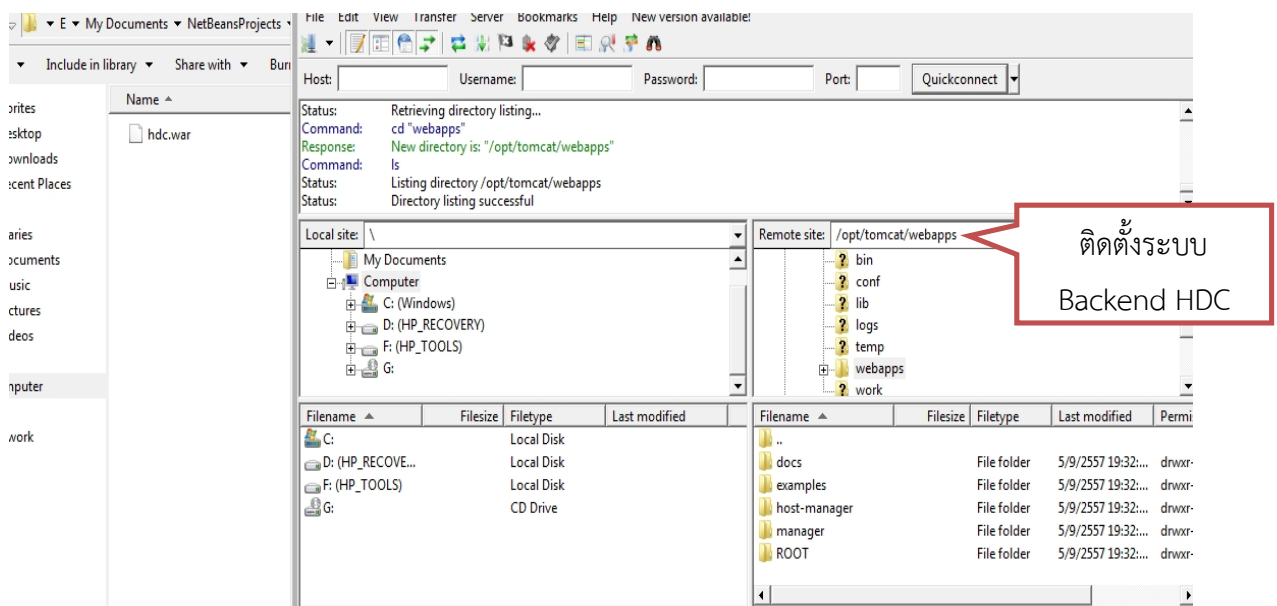 E My Documents NetBeansProjects
Include in library Share with
Name
hdc.war
Computer
File Edit View Transfer Server Bookmarks Help New version available!
Host: Username: Password: Port: Quickconnect
Status: Retrieving directory listing...
Command: cd "webapps"
Response: New directory is: "/opt/tomcat/webapps"
Command: ls
Status: Listing directory /opt/tomcat/webapps
Status: Directory listing successful
Local site: \
My Documents
Computer
C: (Windows)
D: (HP_RECOVERY)
F: (HP_TOOLS)
G:
Remote site: /opt/tomcat/webapps
bin
conf
lib
logs
temp
webapps
work
ติดตั้งระบบ
Backend HDC
Filename Filesize Filetype Last modified
C: Local Disk
D: (HP_RECOVE... Local Disk
F: (HP_TOOLS) Local Disk
G: CD Drive
Filename Filesize Filetype Last modified Permi
..
docs File folder 5/9/2557 19:32:... drwxr-
examples File folder 5/9/2557 19:32:... drwxr-
host-manager File folder 5/9/2557 19:32:... drwxr-
manager File folder 5/9/2557 19:32:... drwxr-
ROOT File folder 5/9/2557 19:32:... drwxr-